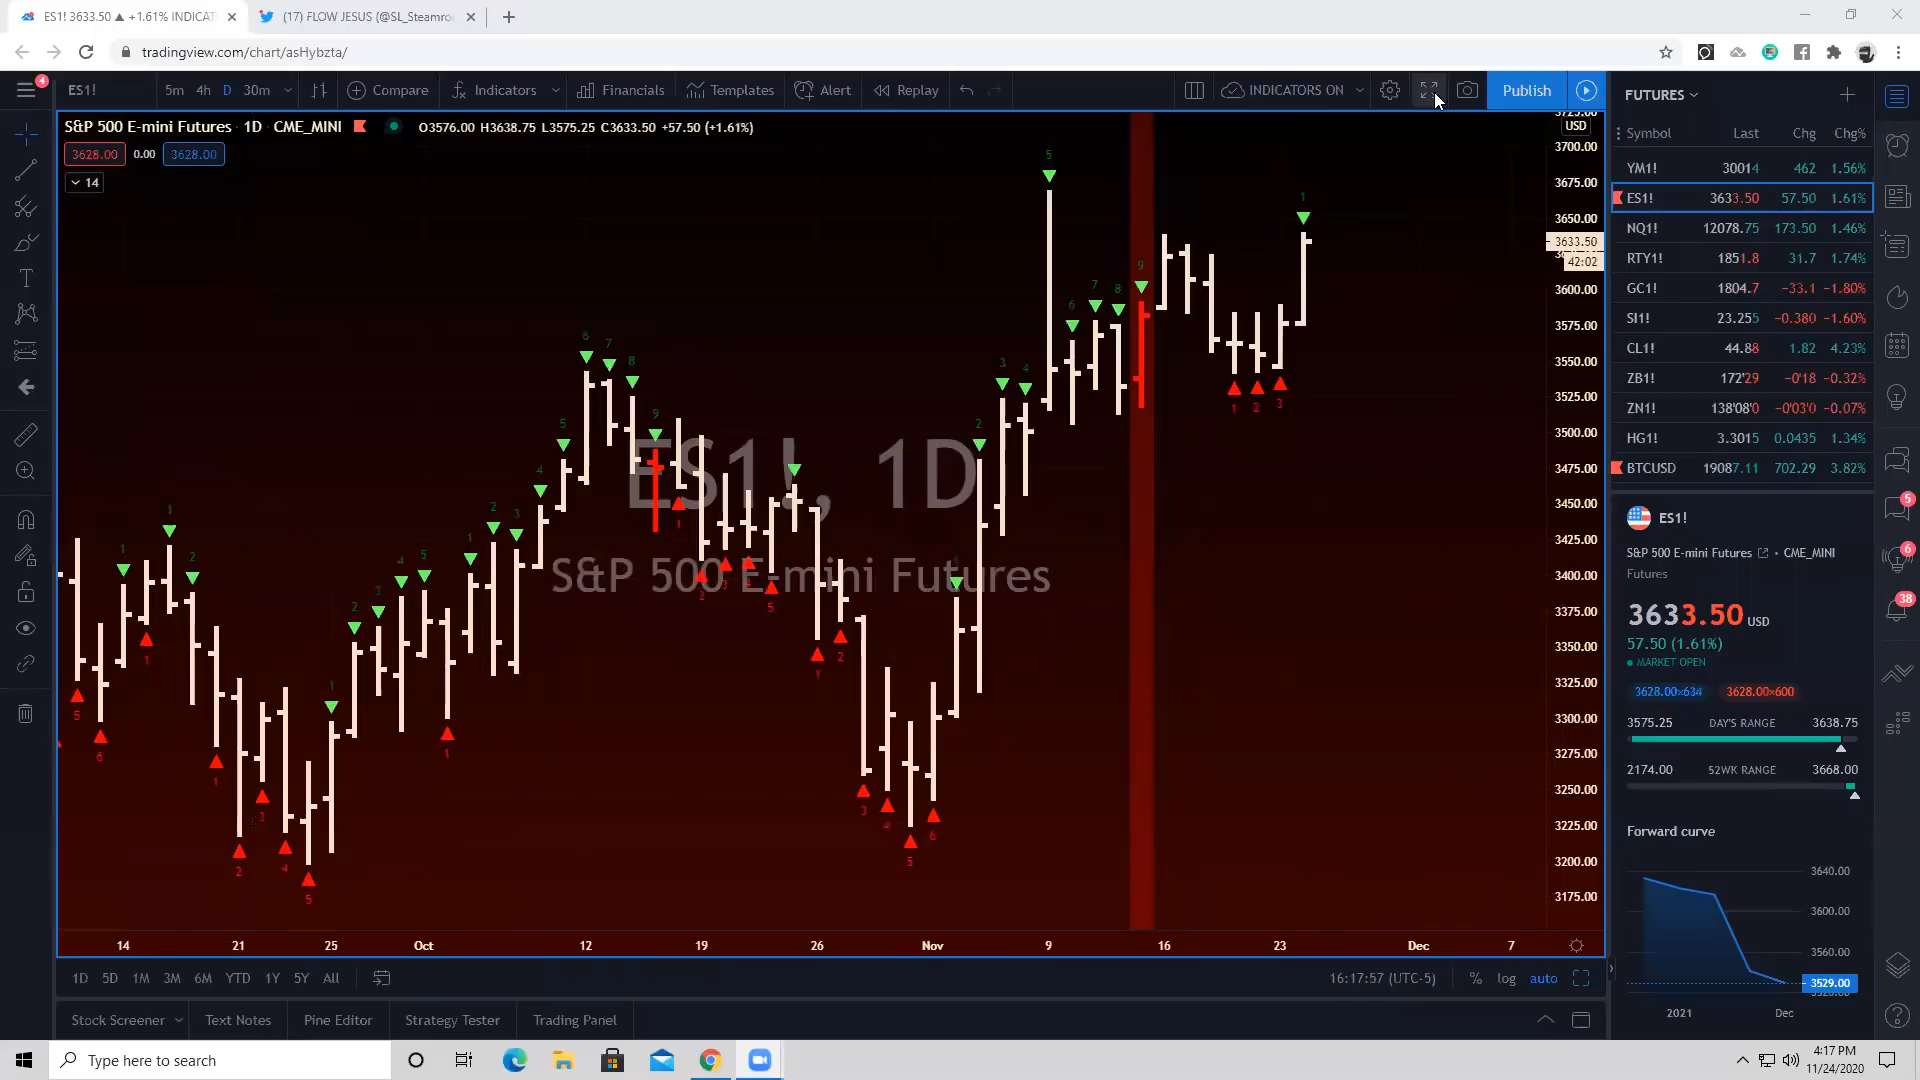 ES1! 3633.50 ▲ +1.61% INDICAT
(17) FLOW JESUS (@SL_Steamro
tradingview.com/chart/asHybzta/
4
ES1!
5m 4h D 30m
Compare
Indicators
Financials
Templates
Alert
Replay
INDICATORS ON
Publish
S&P 500 E-mini Futures · 1D · CME_MINI
O3576.00 H3638.75 L3575.25 C3633.50 +57.50 (+1.61%)
3628.00 0.00 3628.00
14
ES1!, 1D
S&P 500 E-mini Futures
USD
3700.00
3675.00
3650.00
3633.50
42:02
3600.00
3575.00
3550.00
3525.00
3500.00
3475.00
3450.00
3425.00
3400.00
3375.00
3350.00
3325.00
3300.00
3275.00
3250.00
3225.00
3200.00
3175.00
14 21 25 Oct 12 19 26 Nov 9 16 23 Dec 7
1D 5D 1M 3M 6M YTD 1Y 5Y All
16:17:57 (UTC-5)
% log auto
Stock Screener
Text Notes
Pine Editor
Strategy Tester
Trading Panel
FUTURES
Symbol Last Chg Chg%
YM1! 30014 462 1.56%
ES1! 3633.50 57.50 1.61%
NQ1! 12078.75 173.50 1.46%
RTY1! 1851.8 31.7 1.74%
GC1! 1804.7 −33.1 −1.80%
SI1! 23.255 −0.380 −1.60%
CL1! 44.88 1.82 4.23%
ZB1! 172'29 −0'18 −0.32%
ZN1! 138'08'0 −0'03'0 −0.07%
HG1! 3.3015 0.0435 1.34%
BTCUSD 19087.11 702.29 3.82%
ES1!
S&P 500 E-mini Futures • CME_MINI
Futures
3633.50 USD
57.50 (1.61%)
MARKET OPEN
3628.00×634 3628.00×600
3575.25 DAY'S RANGE 3638.75
2174.00 52WK RANGE 3668.00
Forward curve
3640.00
3600.00
3560.00
3529.00
2021 Dec
5
6
38
Type here to search
4:17 PM
11/24/2020